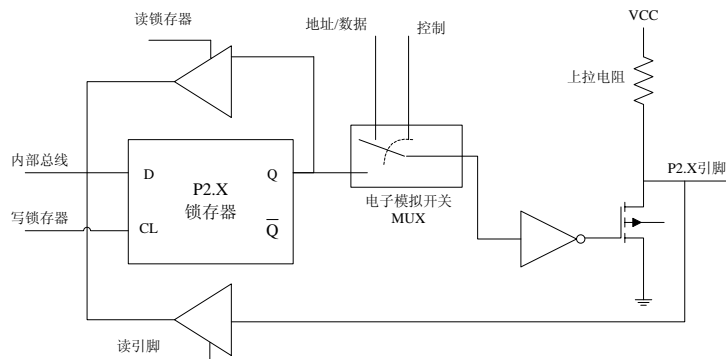 读锁存器
地址/数据
控制
VCC
上拉电阻
内部总线
D
Q
P2.X
锁存器
P2.X引脚
电子模拟开关
MUX
写锁存器
CL
Q
读引脚